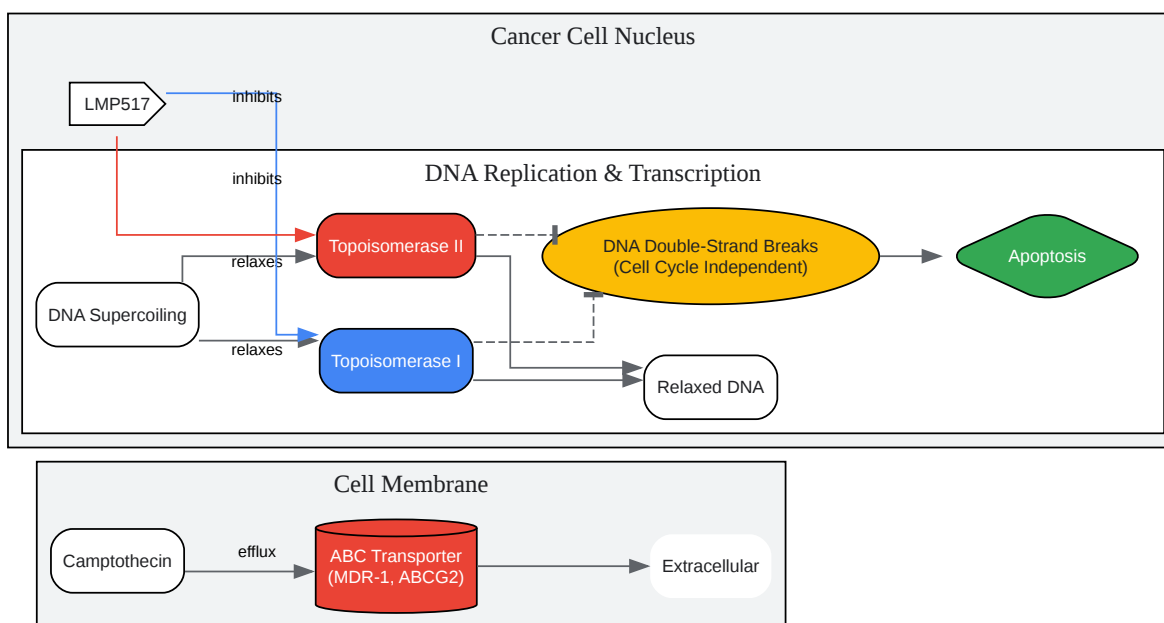 Cancer Cell Nucleus
LMP517
inhibits
DNA Replication & Transcription
inhibits
Topoisomerase II
DNA Double-Strand Breaks
(Cell Cycle Independent)
Apoptosis
relaxes
DNA Supercoiling
relaxes
Topoisomerase I
Relaxed DNA
Cell Membrane
Camptothecin
efflux
ABC Transporter
(MDR-1, ABCG2)
Extracellular